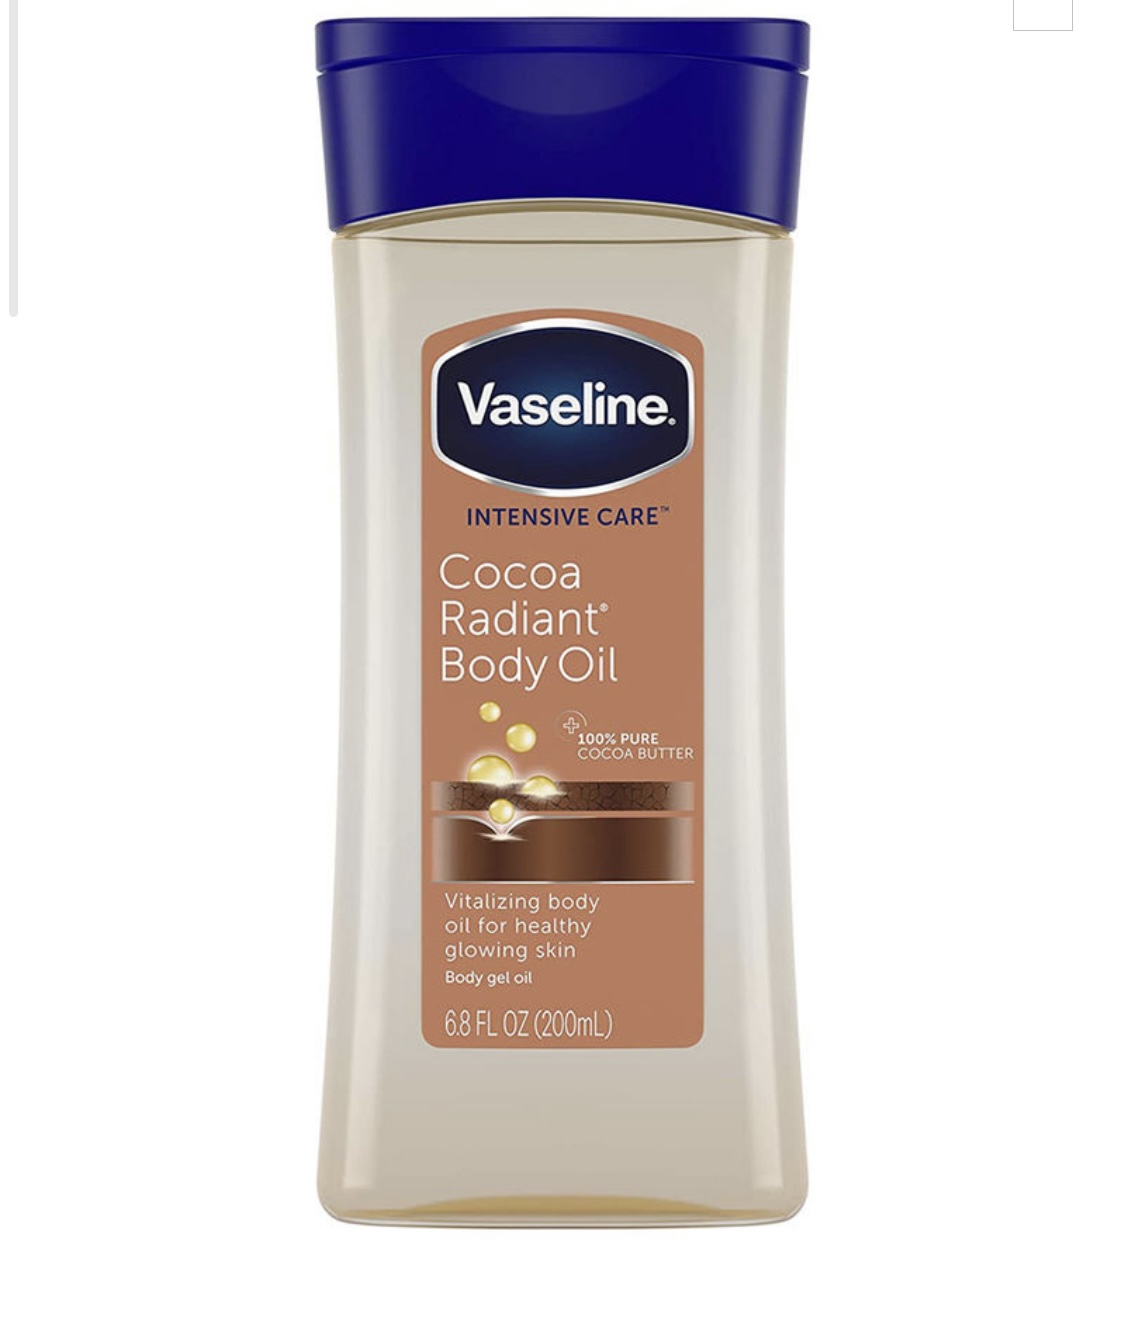 Vaseline®
INTENSIVE CARE™
Cocoa
Radiant®
Body Oil
100% PURE
COCOA BUTTER
Vitalizing body
oil for healthy
glowing skin
Body gel oil
6.8 FL OZ (200mL)